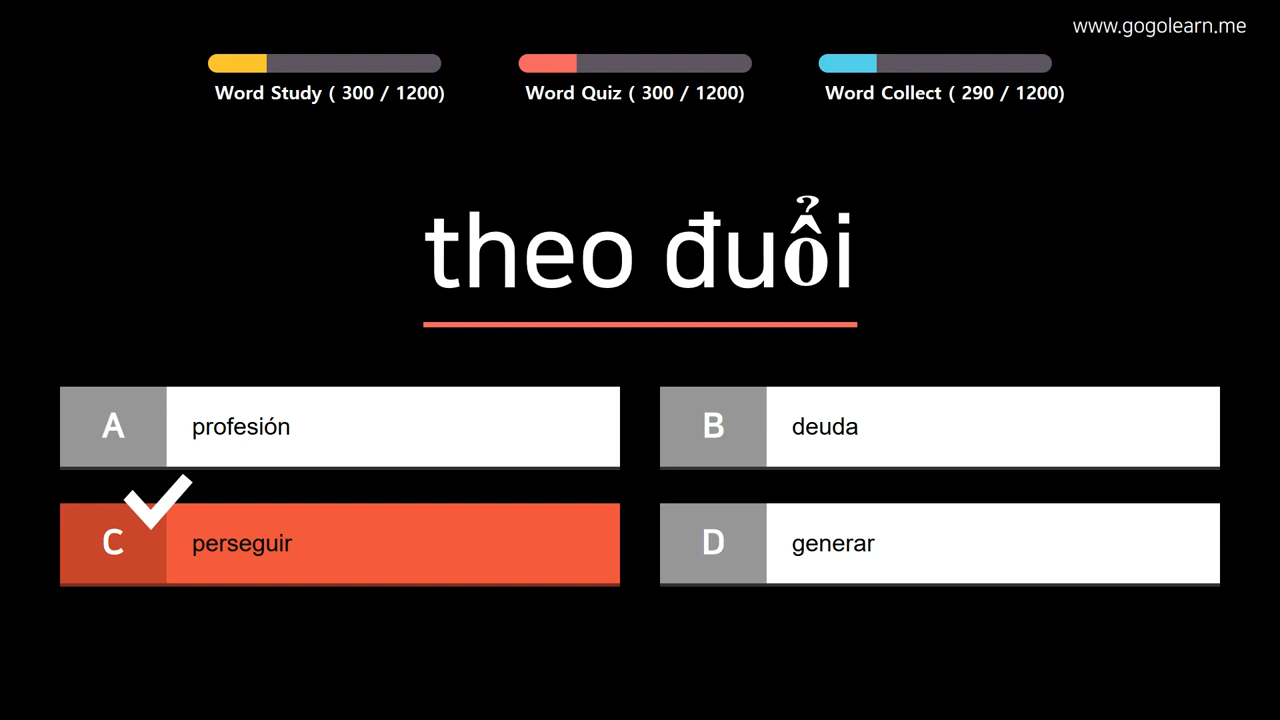 www.gogolearn.me
Word Study ( 300 / 1200)
Word Quiz ( 300 / 1200)
Word Collect ( 290 / 1200)
theo đuổi
A
profesión
B
deuda
C
perseguir
D
generar